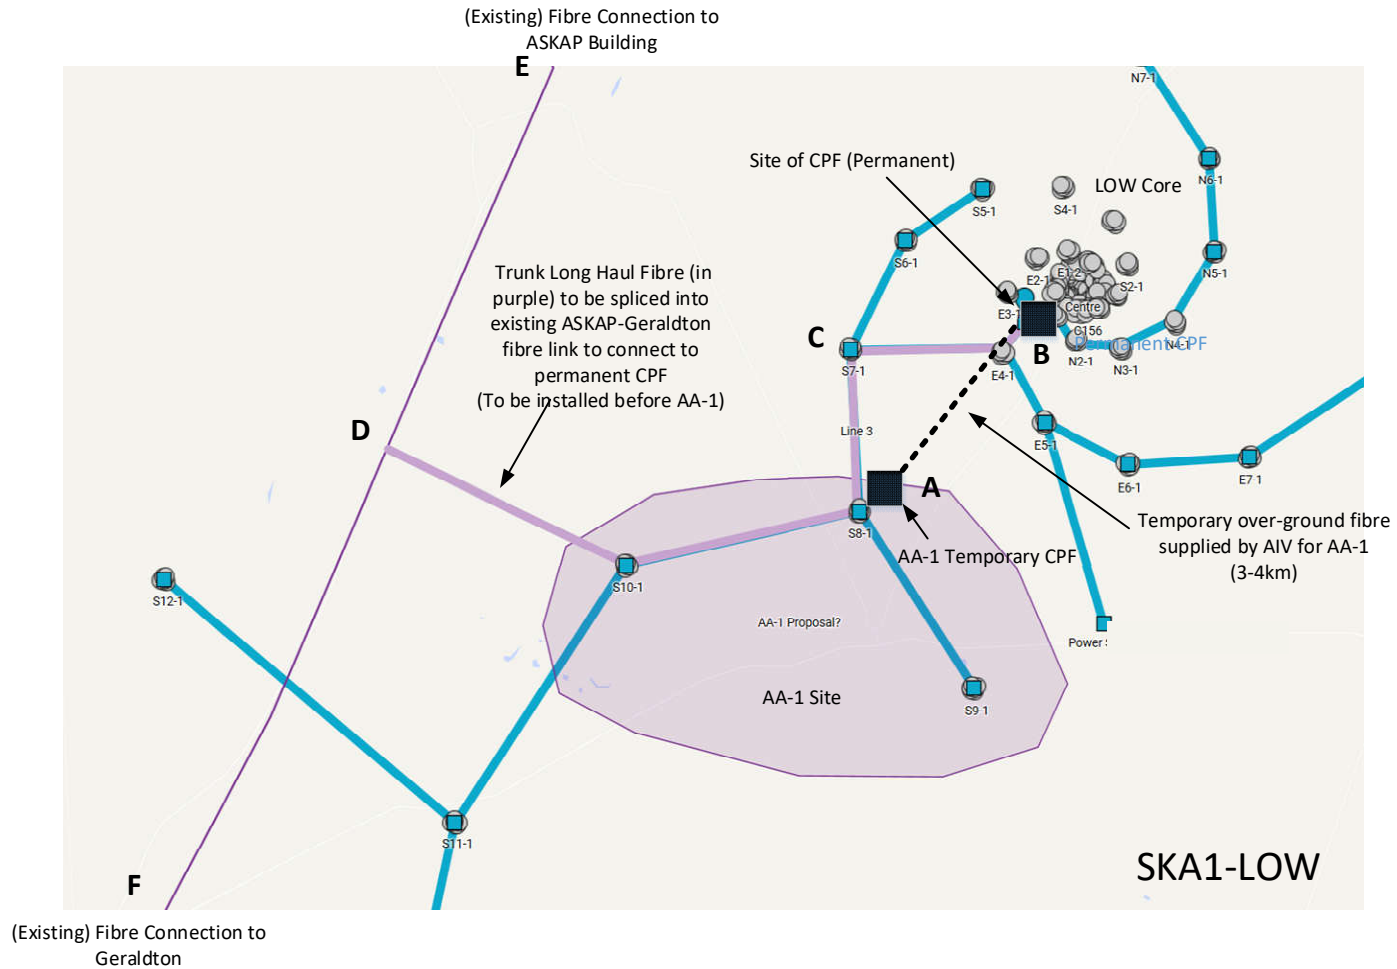 (Existing) Fibre Connection to
ASKAP Building
E
N7-1
Site of CPF (Permanent)
LOW Core
N6-1
S5-1
S4-1
S6-1
Trunk Long Haul Fibre (in
purple) to be spliced into
existing ASKAP-Geraldton
fibre link to connect to
permanent CPF
(To be installed before AA-1)
E1-2
E2-1
S2-1
N5-1
E3-1
Centre
G156
C
B
Permanent CPF
N4-1
S7-1
E4-1
N2-1
N3-1
D
Line 3
E5-1
E6-1
E7 1
A
S8-1
AA-1 Temporary CPF
Temporary over-ground fibre
supplied by AIV for AA-1
(3-4km)
S12-1
S10-1
AA-1 Proposal?
Power
AA-1 Site
S9 1
S11-1
SKA1-LOW
F
(Existing) Fibre Connection to
Geraldton